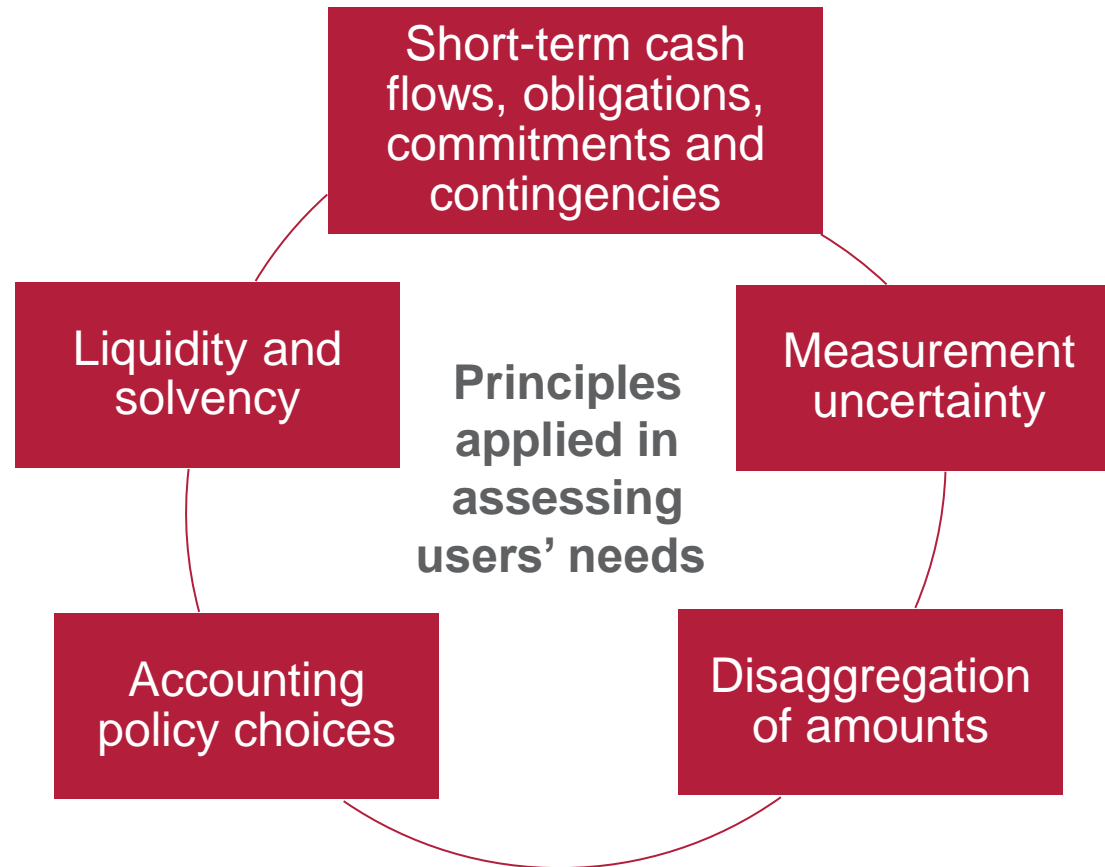 Short-term cash
flows, obligations,
commitments and
contingencies
Liquidity and
solvency
Principles
applied in
assessing
users’ needs
Measurement
uncertainty
Accounting
policy choices
Disaggregation
of amounts